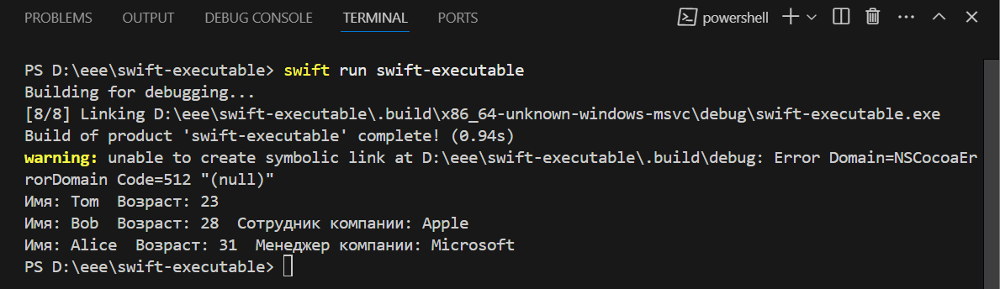 PROBLEMS OUTPUT DEBUG CONSOLE TERMINAL PORTS powershell
PS D:\eee\swift-executable> swift run swift-executable
Building for debugging...
[8/8] Linking D:\eee\swift-executable\.build\x86_64-unknown-windows-msvc\debug\swift-executable.exe
Build of product 'swift-executable' complete! (0.94s)
warning: unable to create symbolic link at D:\eee\swift-executable\.build\debug: Error Domain=NSCocoaEr
rorDomain Code=512 "(null)"
Имя: Tom  Возраст: 23
Имя: Bob  Возраст: 28  Сотрудник компании: Apple
Имя: Alice  Возраст: 31  Менеджер компании: Microsoft
PS D:\eee\swift-executable>